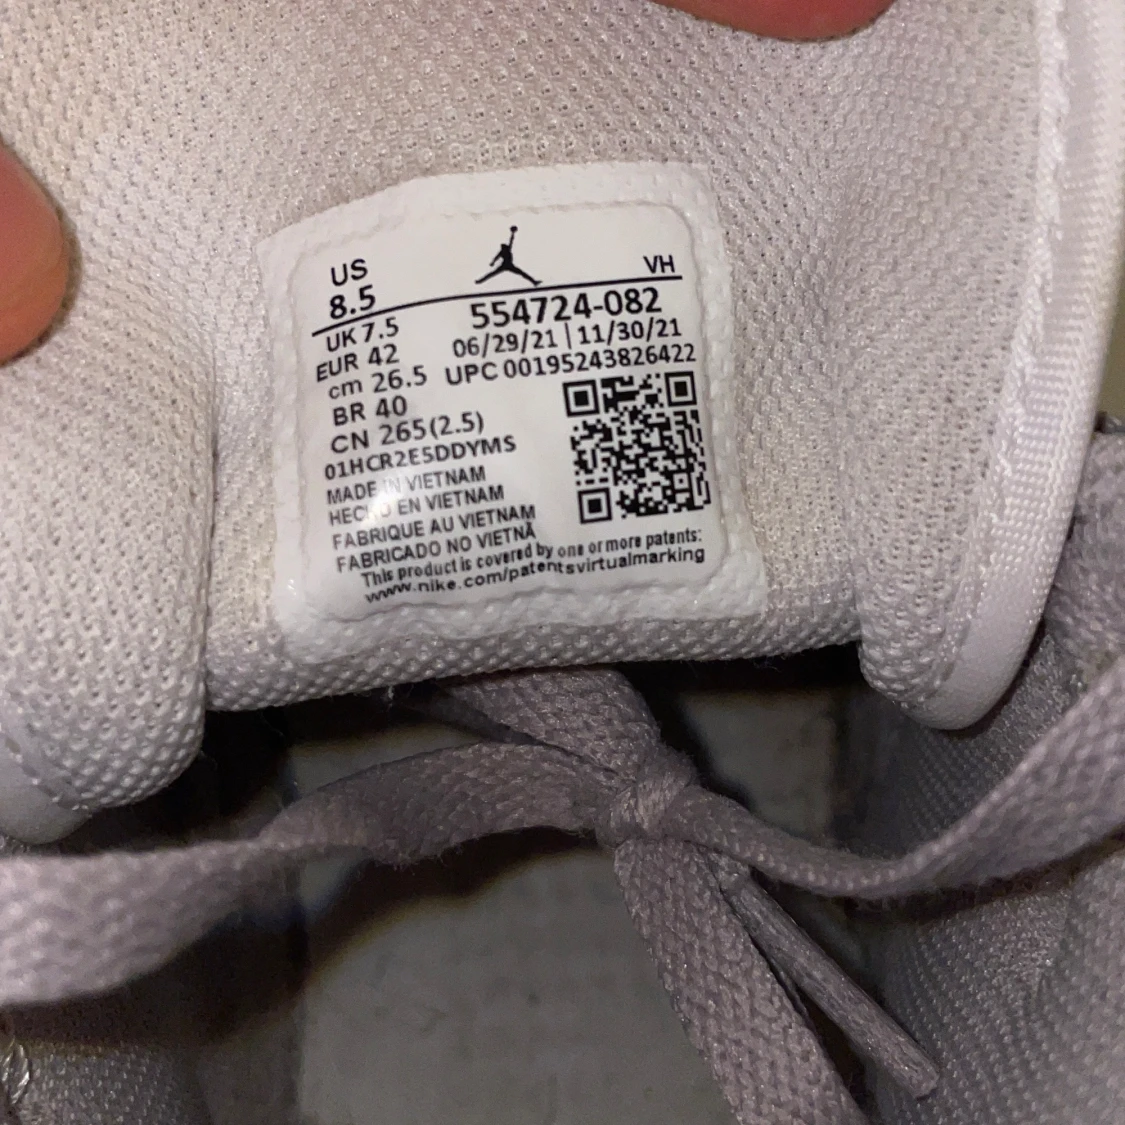 US
8.5
VH
UK 7.5
EUR 42
cm 26.5
BR 40
CN 265(2.5)
554724-082
06/29/21 | 11/30/21
UPC 00195243826422
01HCR2E5DDYMS
MADE IN VIETNAM
HECHO EN VIETNAM
FABRIQUE AU VIETNAM
FABRICADO NO VIETNÃ
This product is covered by one or more patents:
www.nike.com/patentsvirtualmarking